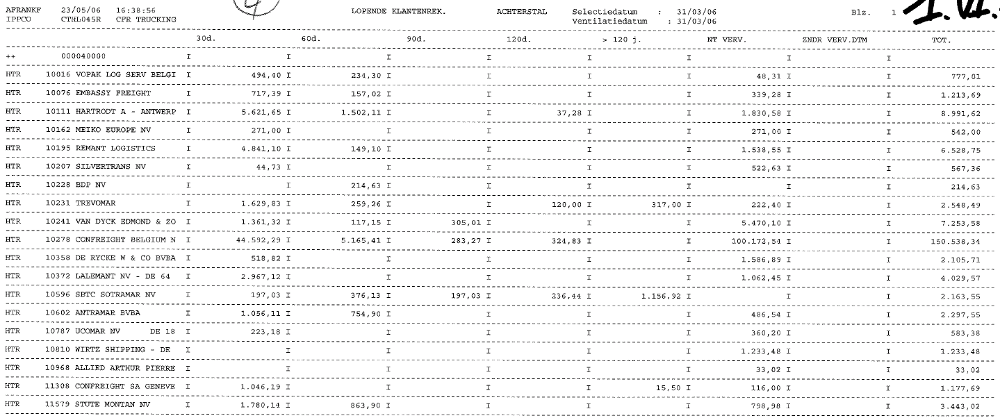 4
AFRANKF 23/05/06 16:38:56 LOPENDE KLANTENREK. ACHTERSTAL Selectiedatum : 31/03/06 Blz. 1
IPPCO CTHL045R CFR TRUCKING Ventilatiedatum : 31/03/06
30d. 60d. 90d. 120d. > 120 j. NT VERV. ZNDR VERV.DTM TOT.
++ 000040000 I I I I I I I I
HTR 10016 VOPAK LOG SERV BELGI I 494,40 I 234,30 I I I I 48,31 I I 777,01
HTR 10076 EMBASSY FREIGHT I 717,39 I 157,02 I I I I 339,28 I I 1.213,69
HTR 10111 HARTRODT A - ANTWERP I 5.621,65 I 1.502,11 I I 37,28 I I 1.830,58 I I 8.991,62
HTR 10162 MEIKO EUROPE NV I 271,00 I I I I I 271,00 I I 542,00
HTR 10195 REMANT LOGISTICS I 4.841,10 I 149,10 I I I I 1.538,55 I I 6.528,75
HTR 10207 SILVERTRANS NV I 44,73 I I I I I 522,63 I I 567,36
HTR 10228 BDP NV I I 214,63 I I I I I I 214,63
HTR 10231 TREVOMAR I 1.629,83 I 259,26 I I 120,00 I 317,00 I 222,40 I I 2.548,49
HTR 10241 VAN DYCK EDMOND & ZO I 1.361,32 I 117,15 I 305,01 I I I 5.470,10 I I 7.253,58
HTR 10278 CONFREIGHT BELGIUM N I 44.592,29 I 5.165,41 I 283,27 I 324,83 I I 100.172,54 I I 150.538,34
HTR 10358 DE RYCKE W & CO BVBA I 518,82 I I I I I 1.586,89 I I 2.105,71
HTR 10372 LALEMANT NV - DE 64 I 2.967,12 I I I I I 1.062,45 I I 4.029,57
HTR 10596 SBTC SOTRAMAR NV I 197,03 I 376,13 I 197,03 I 236,44 I 1.156,92 I I I 2.163,55
HTR 10602 ANTRAMAR BVBA I 1.056,11 I 754,90 I I I I 486,54 I I 2.297,55
HTR 10787 UCOMAR NV DE 18 I 223,18 I I I I I 360,20 I I 583,38
HTR 10810 WIRTZ SHIPPING - DE I I I I I I 1.233,48 I I 1.233,48
HTR 10968 ALLIED ARTHUR PIERRE I I I I I I 33,02 I I 33,02
HTR 11308 CONFREIGHT SA GENEVE I 1.046,19 I I I I 15,50 I 116,00 I I 1.177,69
HTR 11579 STUTE MONTAN NV I 1.780,14 I 863,90 I I I I 798,98 I I 3.443,02